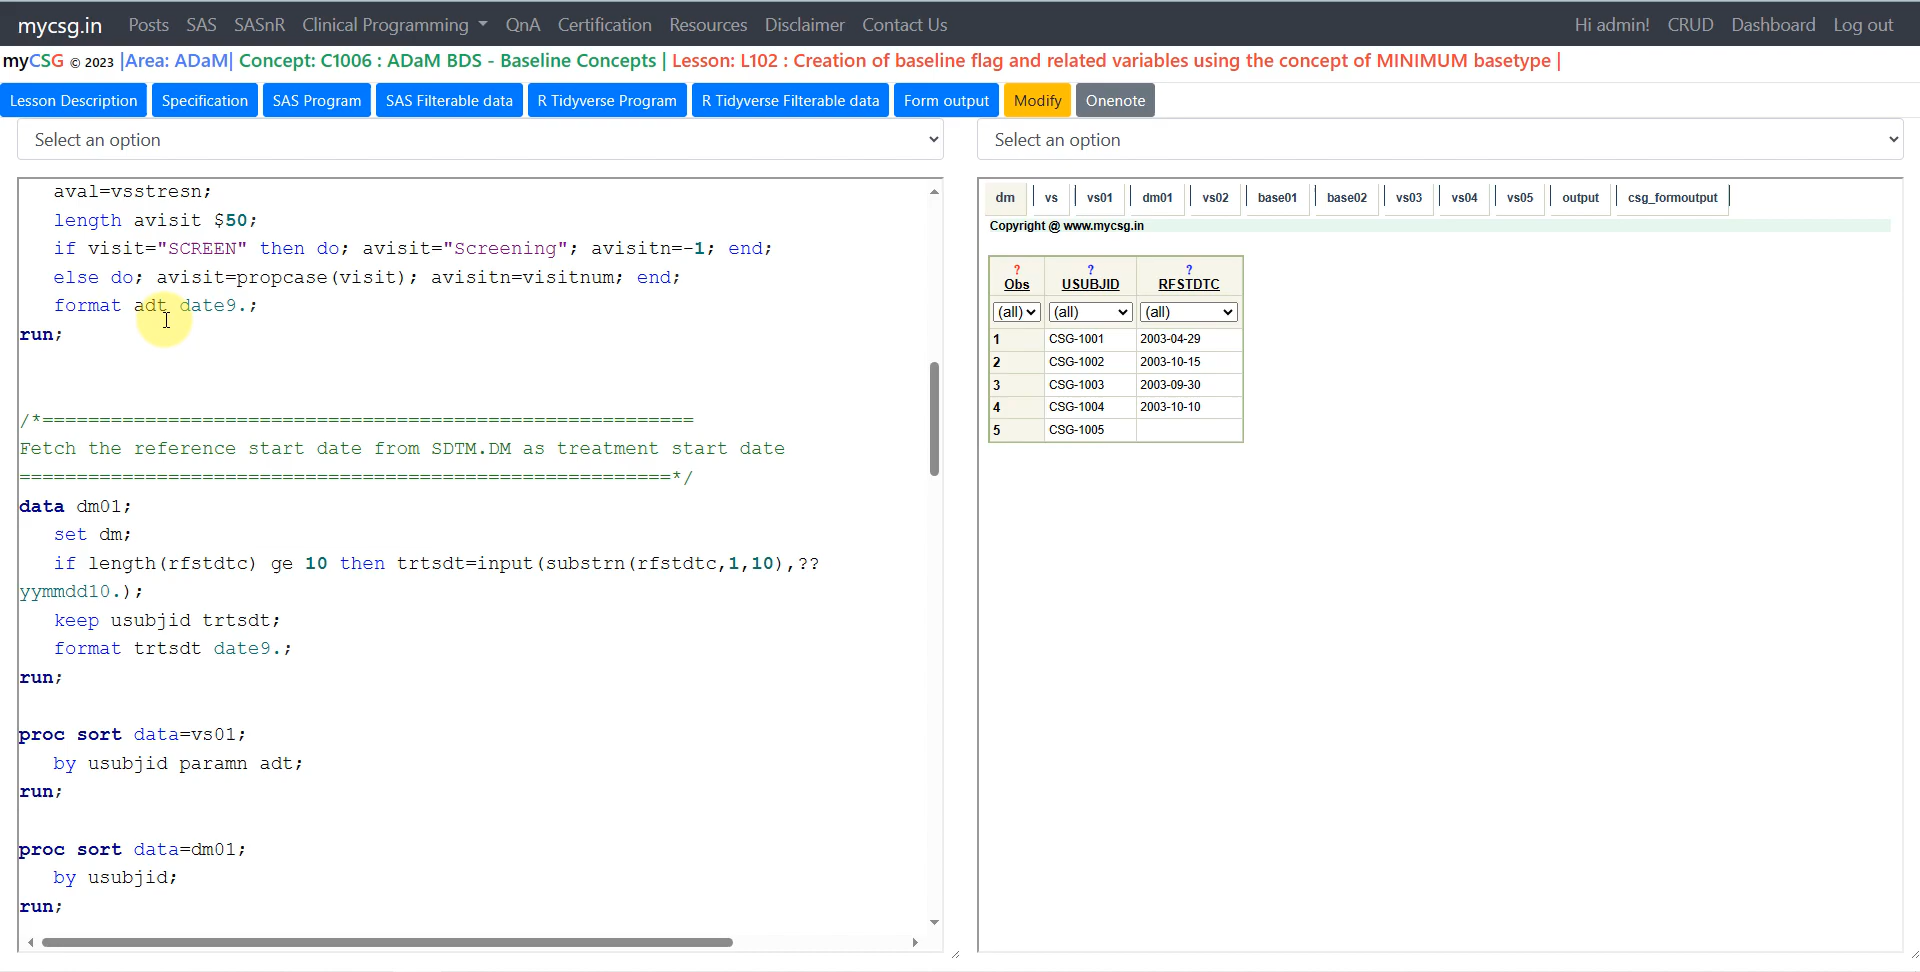 mycsg.in Posts SAS SASnR Clinical Programming QnA Certification Resources Disclaimer Contact Us Hi admin! CRUD Dashboard Log out
myCSG © 2023 |Area: ADaM| Concept: C1006 : ADaM BDS - Baseline Concepts | Lesson: L102 : Creation of baseline flag and related variables using the concept of MINIMUM basetype |
Lesson Description Specification SAS Program SAS Filterable data R Tidyverse Program R Tidyverse Filterable data Form output Modify Onenote
Select an option
aval=vsstresn;
length avisit $50;
if visit="SCREEN" then do; avisit="Screening"; avisitn=-1; end;
else do; avisit=propcase(visit); avisitn=visitnum; end;
format adt date9.;
run;
/*=========================================================
Fetch the reference start date from SDTM.DM as treatment start date
=========================================================*/
data dm01;
set dm;
if length(rfstdtc) ge 10 then trtsdt=input(substrn(rfstdtc,1,10),??
yymmdd10.);
keep usubjid trtsdt;
format trtsdt date9.;
run;
proc sort data=vs01;
by usubjid paramn adt;
run;
proc sort data=dm01;
by usubjid;
run;
Select an option
dm vs vs01 dm01 vs02 base01 base02 vs03 vs04 vs05 output csg_formoutput
Copyright @ www.mycsg.in
? ? ?
Obs USUBJID RFSTDTC
(all) (all) (all)
1 CSG-1001 2003-04-29
2 CSG-1002 2003-10-15
3 CSG-1003 2003-09-30
4 CSG-1004 2003-10-10
5 CSG-1005